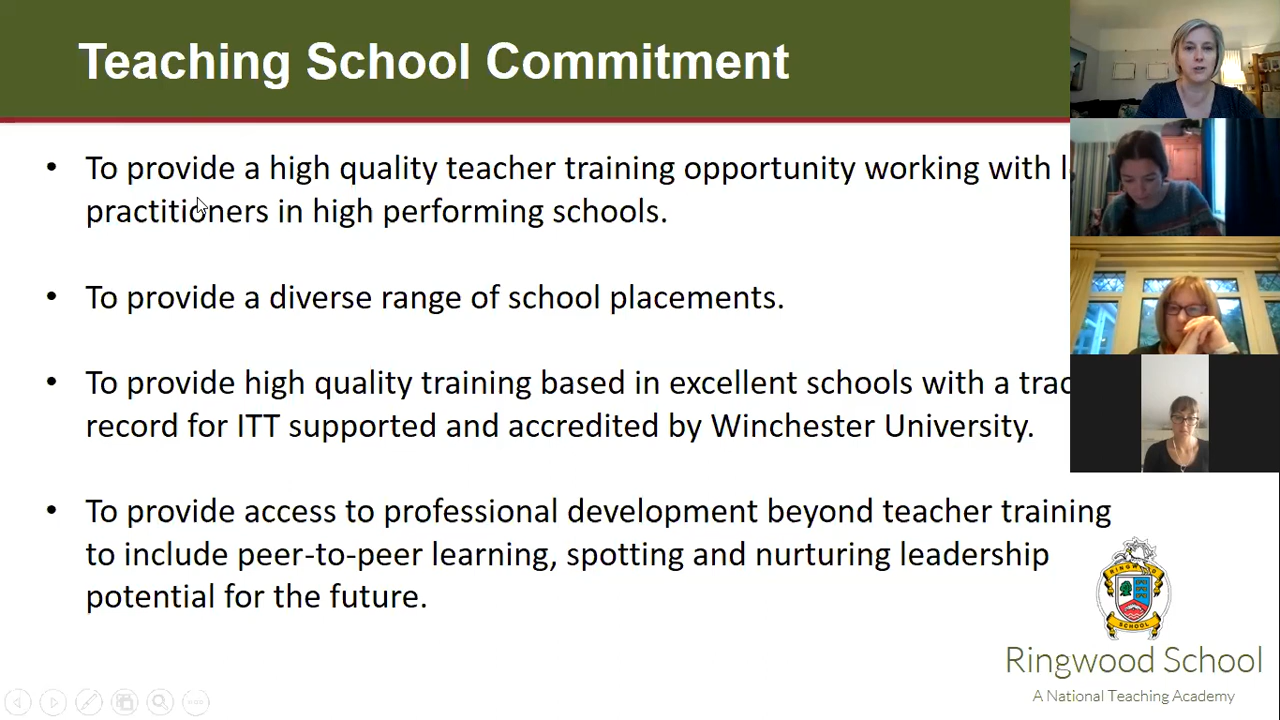 Teaching School Commitment
• To provide a high quality teacher training opportunity working with
practitioners in high performing schools.
• To provide a diverse range of school placements.
• To provide high quality training based in excellent schools with a
record for ITT supported and accredited by Winchester University.
• To provide access to professional development beyond teacher training
to include peer-to-peer learning, spotting and nurturing leadership
potential for the future.
RINGWOOD
SCHOOL
Ringwood School
A National Teaching Academy